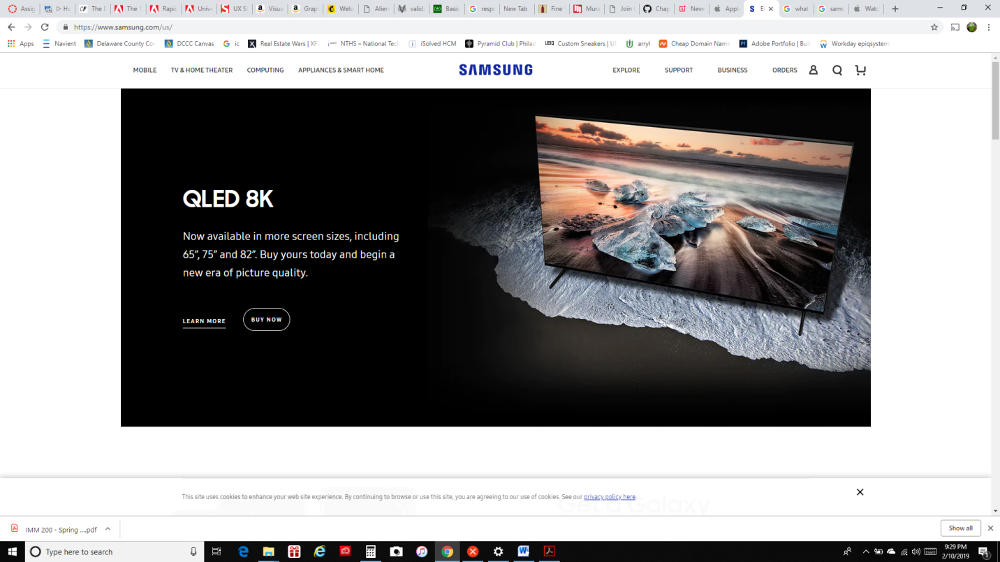 Assig
Ho
The D
The
Rapid
Unive
UX St
Visua
Grap
Welc
Alien
valid
Basic
respo
New Tab
Fine
Mura
Join
Chap
Neve
Apple
El
what
sams
Watc
https://www.samsung.com/us/
Apps
Navient
Delaware County Co
DCCC Canvas
ic
Real Estate Wars | XF
NTHS – National Tech
iSolved HCM
Pyramid Club | Philad
UBIQ
Custom Sneakers | U
arryl
Cheap Domain Name
Adobe Portfolio | Bui
Workday epiqsystem
MOBILE
TV & HOME THEATER
COMPUTING
APPLIANCES & SMART HOME
SAMSUNG
EXPLORE
SUPPORT
BUSINESS
ORDERS
QLED 8K
Now available in more screen sizes, including
65”, 75” and 82”. Buy yours today and begin a
new era of picture quality.
LEARN MORE
BUY NOW
This site uses cookies to enhance your web site experience. By continuing to browse or use this site, you are agreeing to our use of cookies. See our privacy policy here.
Get a Galaxy
IMM 200 - Spring ....pdf
Show all
Type here to search
9:29 PM
2/10/2019
1